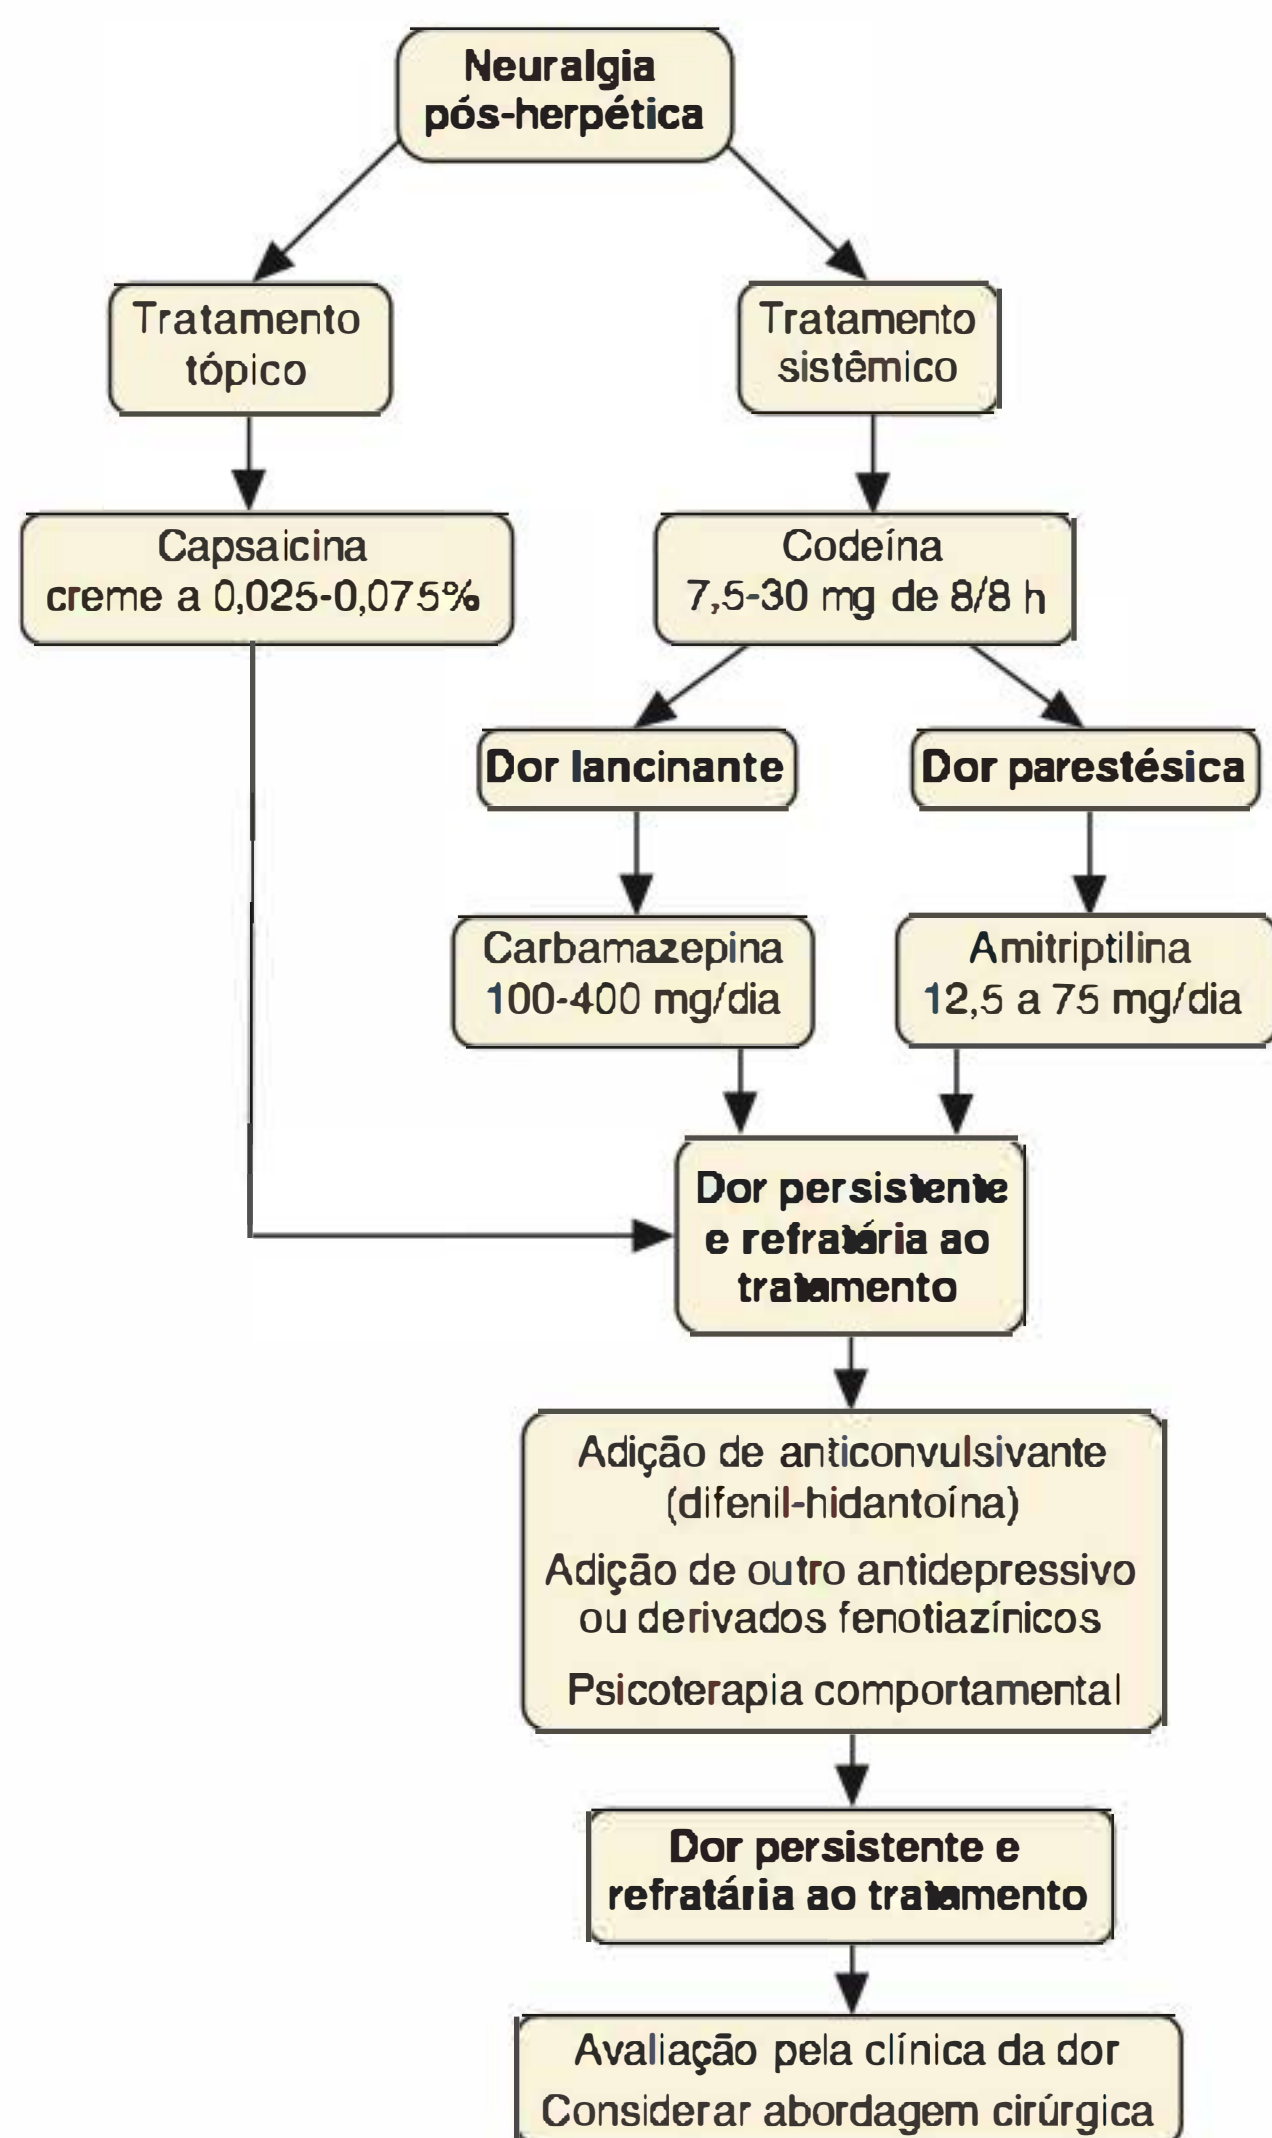 Neuralgia
pós-herpética
Tratamento
tópico
Tratamento
sistêmico
Capsaicina
creme a 0,025-0,075%
Codeína
7,5-30 mg de 8/8 h
Dor lancinante
Dor parestésica
Carbamazepina
100-400 mg/dia
Amitriptilina
12,5 a 75 mg/dia
Dor persistente
e refratária ao
tratamento
Adição de anticonvulsivante
(difenil-hidantoína)
Adição de outro antidepressivo
ou derivados fenotiazínicos
Psicoterapia comportamental
Dor persistente e
refratária ao tratamento
Avaliação pela clínica da dor
Considerar abordagem cirúrgica